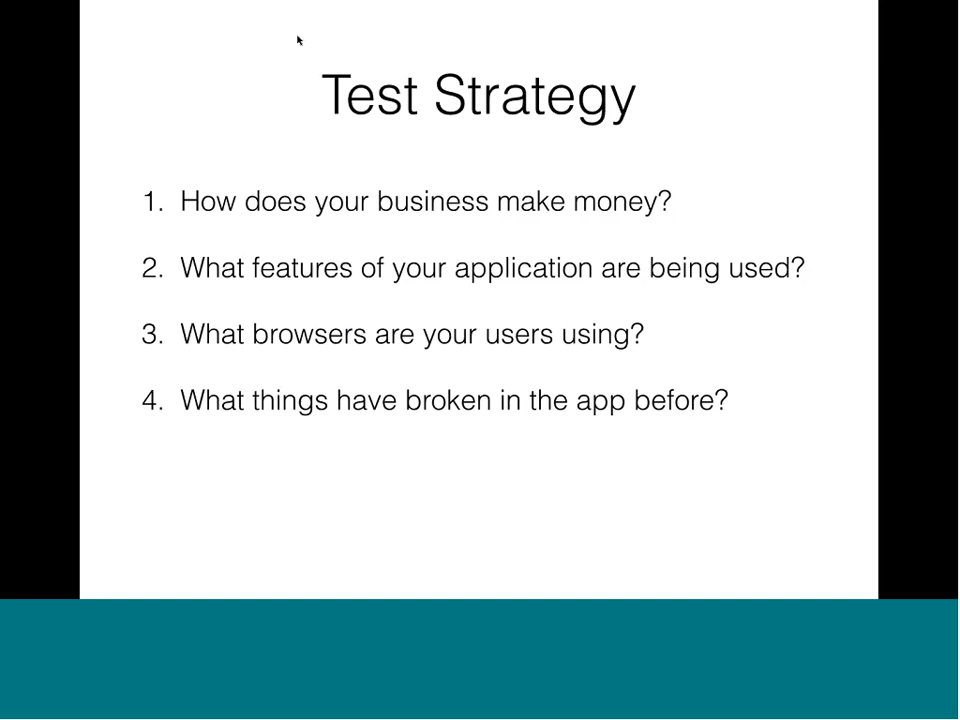 Test Strategy
1. How does your business make money?
2. What features of your application are being used?
3. What browsers are your users using?
4. What things have broken in the app before?